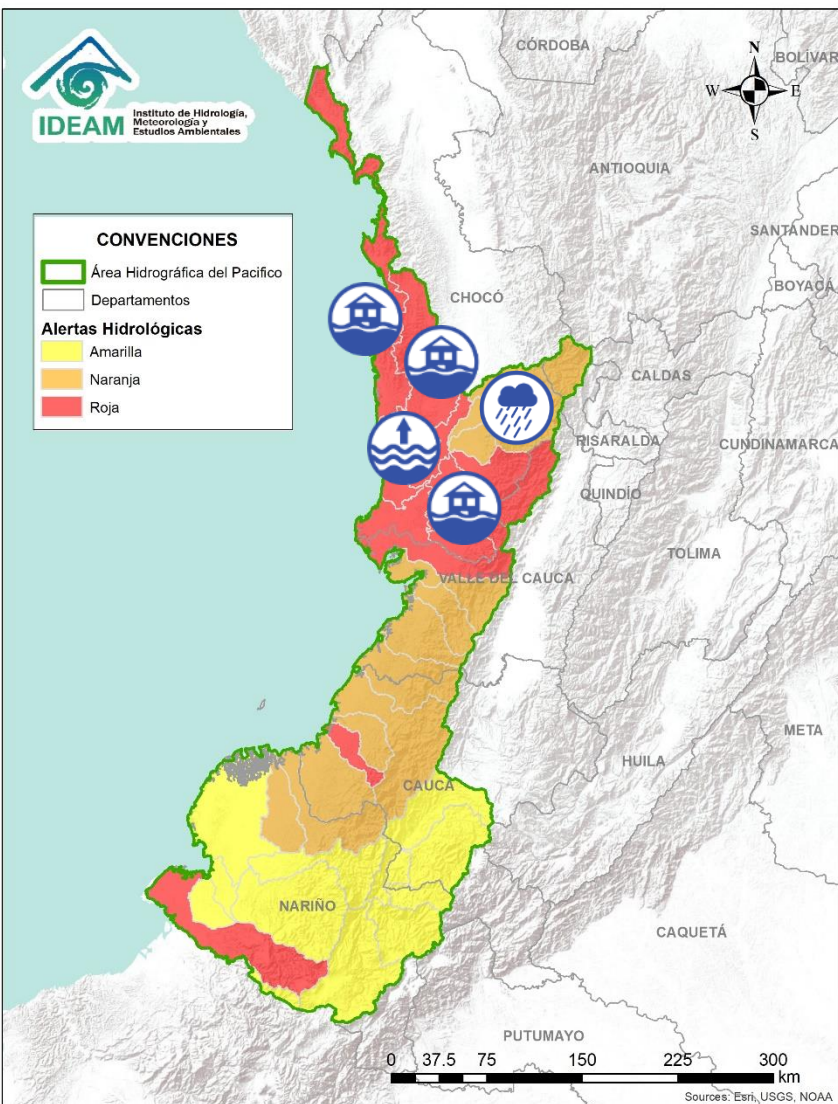 IDEAM
Instituto de Hidrología,
Meteorología y
Estudios Ambientales
CÓRDOBA
BOLÍVAR
N
W
E
S
ANTIOQUIA
SANTANDER
BOYACÁ
CONVENCIONES
Área Hidrográfica del Pacifico
Departamentos
Alertas Hidrológicas
Amarilla
Naranja
Roja
CHOCÓ
CALDAS
RISARALDA
CUNDINAMARCA
QUINDÍO
TOLIMA
VALLE DEL CAUCA
META
HUILA
CAUCA
NARIÑO
CAQUETÁ
PUTUMAYO
0 37.5 75 150 225 300
km
Sources: Esri, USGS, NOAA